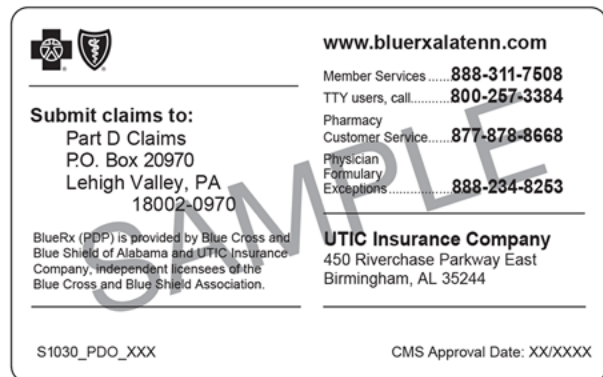 Submit claims to:
Part D Claims
P.O. Box 20970
Lehigh Valley, PA
18002-0970
BlueRx (PDP) is provided by Blue Cross and
Blue Shield of Alabama and UTIC Insurance
Company, independent licensees of the
Blue Cross and Blue Shield Association.
S1030_PDO_XXX
www.bluerxalatenn.com
Member Services......888-311-7508
TTY users, call.........800-257-3384
Pharmacy
Customer Service....877-878-8668
Physician
Formulary
Exceptions..............888-234-8253
UTIC Insurance Company
450 Riverchase Parkway East
Birmingham, AL 35244
CMS Approval Date: XX/XXXX
SAMPLE